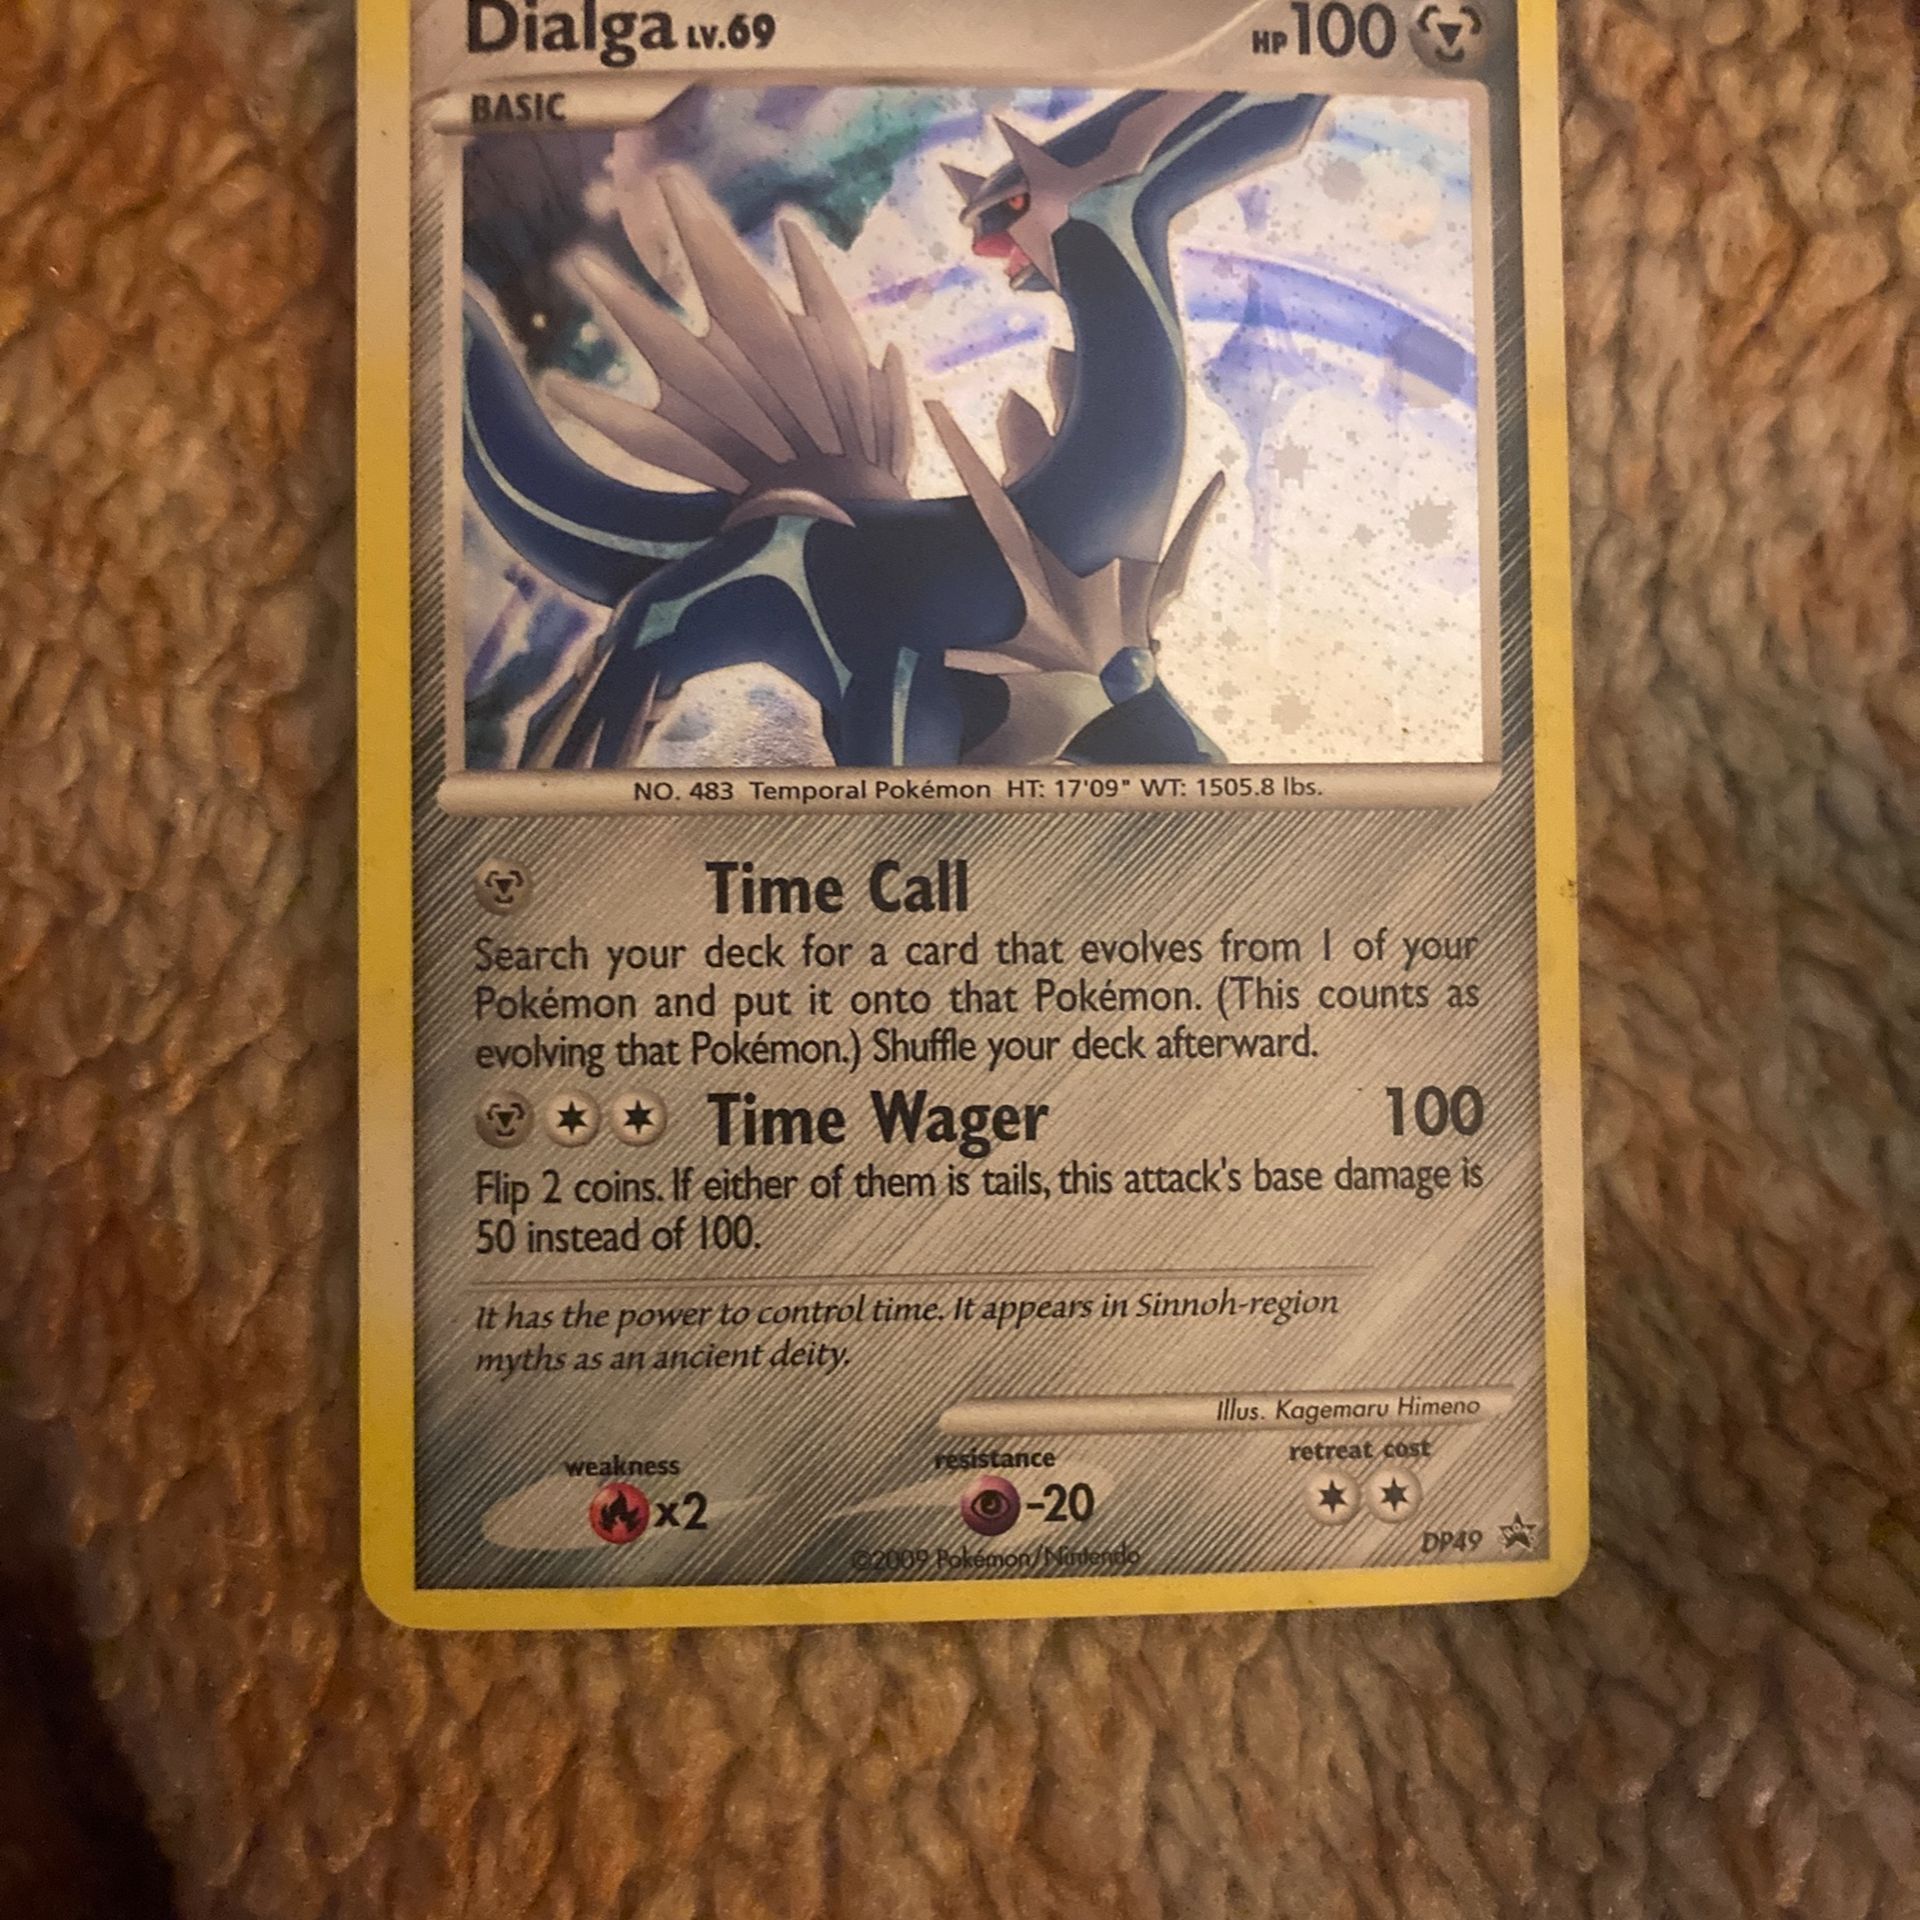 Dialga LV.69 HP 100
BASIC
NO. 483 Temporal Pokémon HT: 17'09" WT: 1505.8 lbs.
Time Call
Search your deck for a card that evolves from 1 of your
Pokémon and put it onto that Pokémon. (This counts as
evolving that Pokémon.) Shuffle your deck afterward.
Time Wager 100
Flip 2 coins. If either of them is tails, this attack's base damage is
50 instead of 100.
It has the power to control time. It appears in Sinnoh-region
myths as an ancient deity.
Illus. Kagemaru Himeno
weakness resistance retreat cost
x2 -20
DP49
©2009 Pokémon/Nintendo